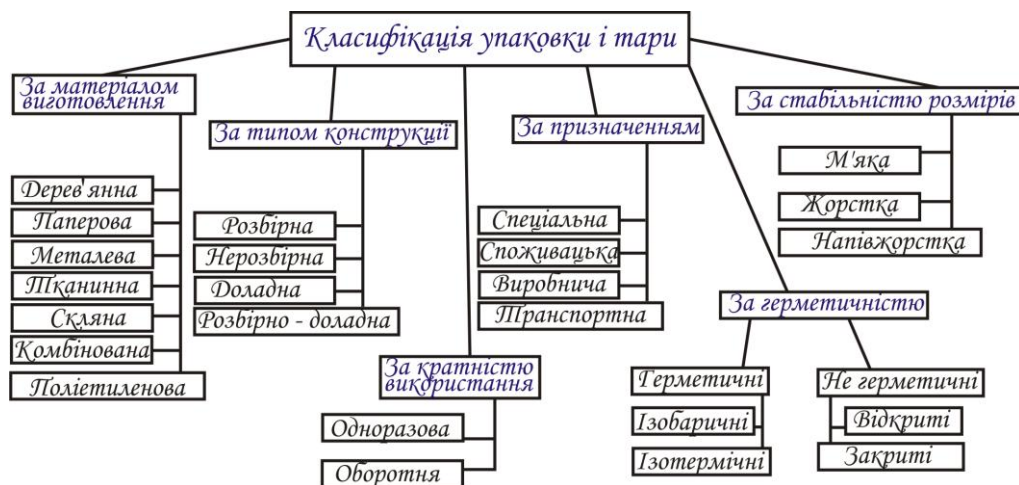 Класифікація упаковки і тари
За матеріалом
виготовлення
Дерев'янна
Паперова
Металева
Тканинна
Скляна
Комбінована
Поліетиленова
За типом конструкції
Розбірна
Нерозбірна
Доладна
Розбірно - доладна
За кратністю
використання
Одноразова
Оборотня
За призначенням
Спеціальна
Споживацька
Виробнича
Транспортна
За герметичністю
Герметичні
Ізобаричні
Ізотермічні
Не герметичні
Відкриті
Закриті
За стабільністю розмірів
М'яка
Жорстка
Напівжорстка